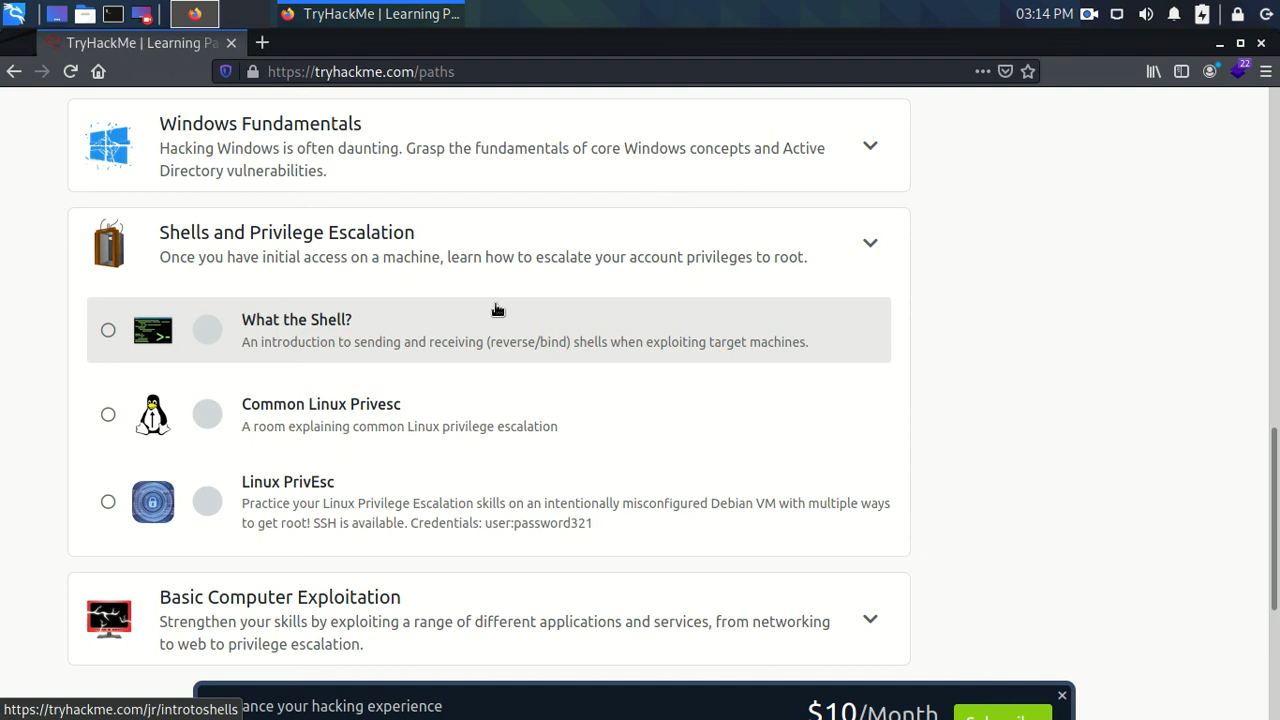 TryHackMe | Learning P...
03:14 PM
TryHackMe | Learning Pa
https://tryhackme.com/paths
22
Windows Fundamentals
Hacking Windows is often daunting. Grasp the fundamentals of core Windows concepts and Active
Directory vulnerabilities.
Shells and Privilege Escalation
Once you have initial access on a machine, learn how to escalate your account privileges to root.
What the Shell?
An introduction to sending and receiving (reverse/bind) shells when exploiting target machines.
Common Linux Privesc
A room explaining common Linux privilege escalation
Linux PrivEsc
Practice your Linux Privilege Escalation skills on an intentionally misconfigured Debian VM with multiple ways
to get root! SSH is available. Credentials: user:password321
Basic Computer Exploitation
Strengthen your skills by exploiting a range of different applications and services, from networking
to web to privilege escalation.
ance your hacking experience
$10/Month
https://tryhackme.com/jr/introtoshells